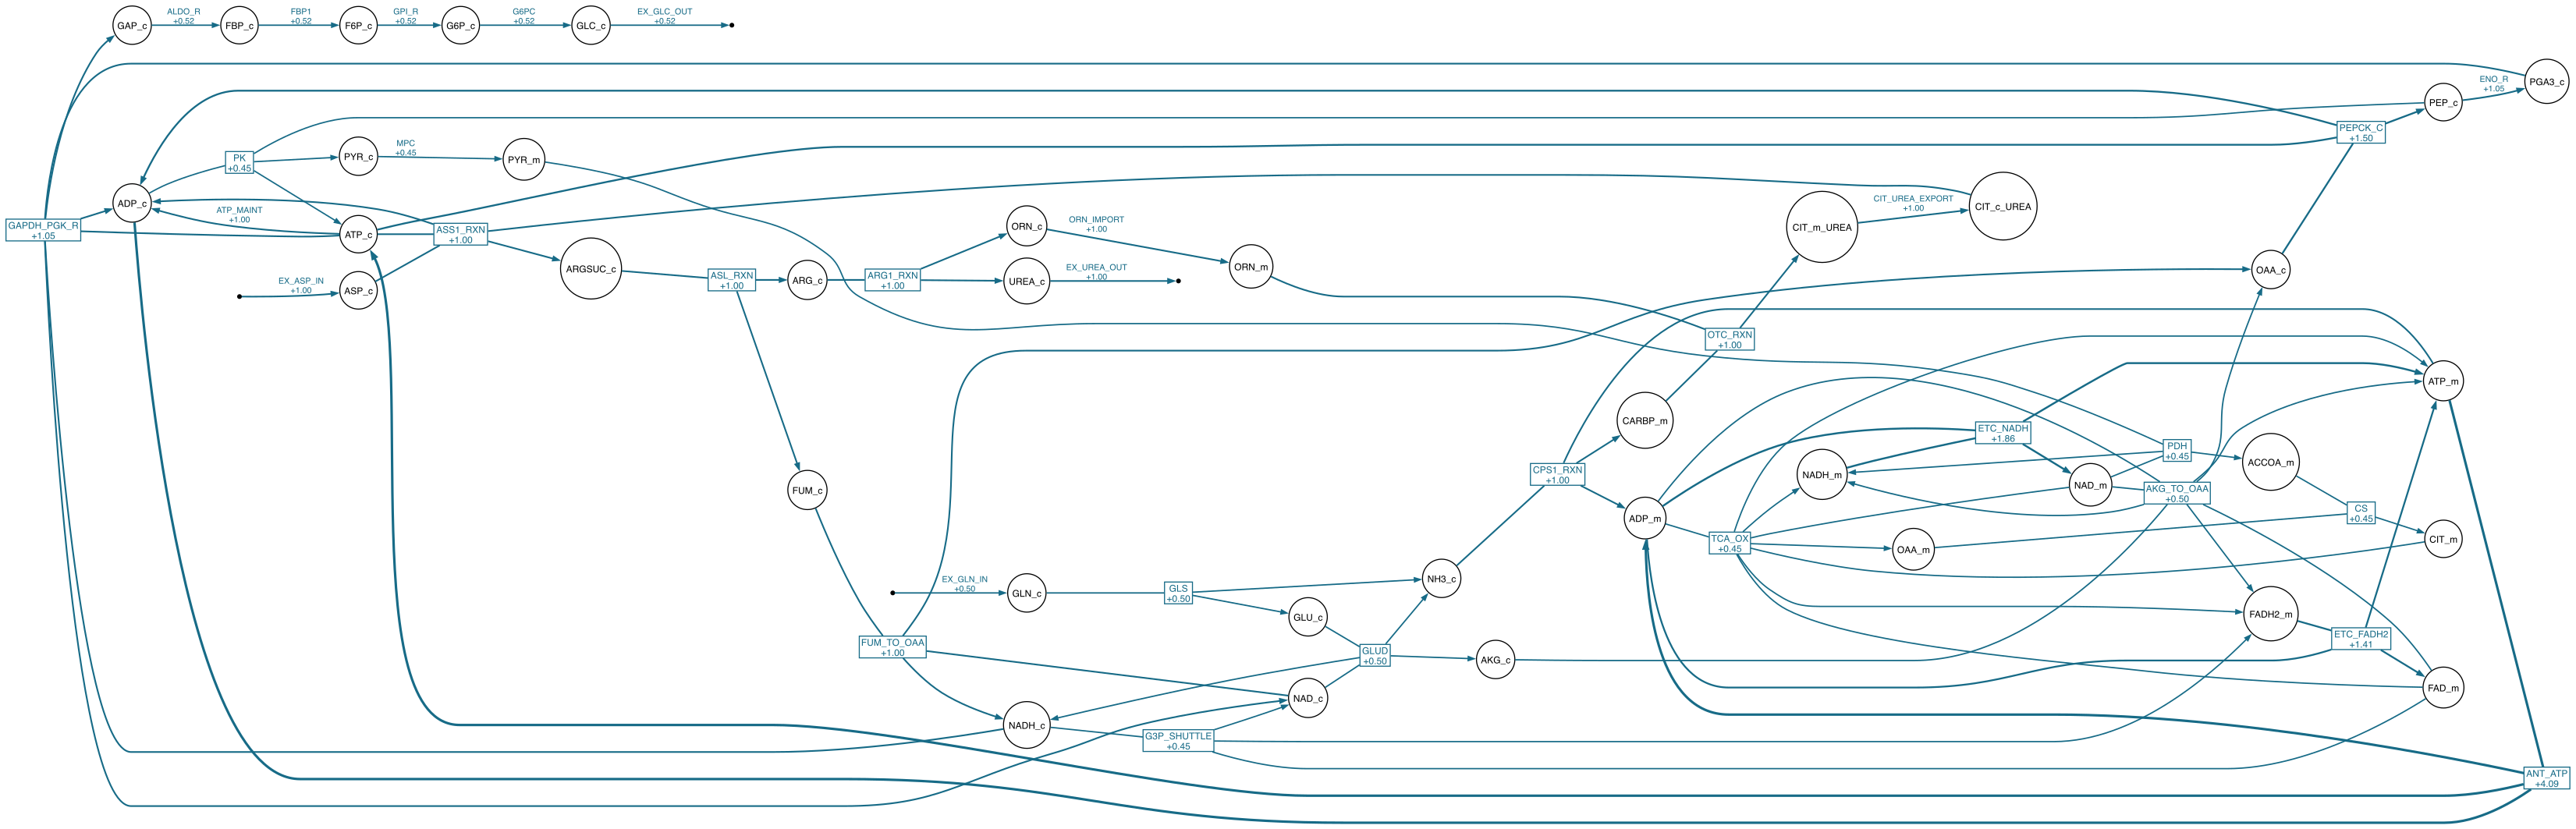 GAP_c
ALDO_R
+0.52
FBP_c
FBP1
+0.52
F6P_c
GPI_R
+0.52
G6P_c
G6PC
+0.52
GLC_c
EX_GLC_OUT
+0.52
PGA3_c
ENO_R
+1.05
PEP_c
PEPCK_C
+1.50
PK
+0.45
PYR_c
MPC
+0.45
PYR_m
ADP_c
ATP_MAINT
+1.00
GAPDH_PGK_R
+1.05
ATP_c
ASS1_RXN
+1.00
EX_ASP_IN
+1.00
ASP_c
ARGSUC_c
ASL_RXN
+1.00
ARG_c
ARG1_RXN
+1.00
ORN_c
ORN_IMPORT
+1.00
UREA_c
EX_UREA_OUT
+1.00
ORN_m
CIT_m_UREA
CIT_UREA_EXPORT
+1.00
CIT_c_UREA
OAA_c
OTC_RXN
+1.00
ATP_m
CARBP_m
ETC_NADH
+1.86
PDH
+0.45
ACCOA_m
CPS1_RXN
+1.00
NADH_m
NAD_m
AKG_TO_OAA
+0.50
FUM_c
ADP_m
CS
+0.45
TCA_OX
+0.45
OAA_m
CIT_m
EX_GLN_IN
+0.50
GLN_c
GLS
+0.50
NH3_c
GLU_c
FADH2_m
ETC_FADH2
+1.41
FUM_TO_OAA
+1.00
GLUD
+0.50
AKG_c
NAD_c
FAD_m
NADH_c
G3P_SHUTTLE
+0.45
ANT_ATP
+4.09